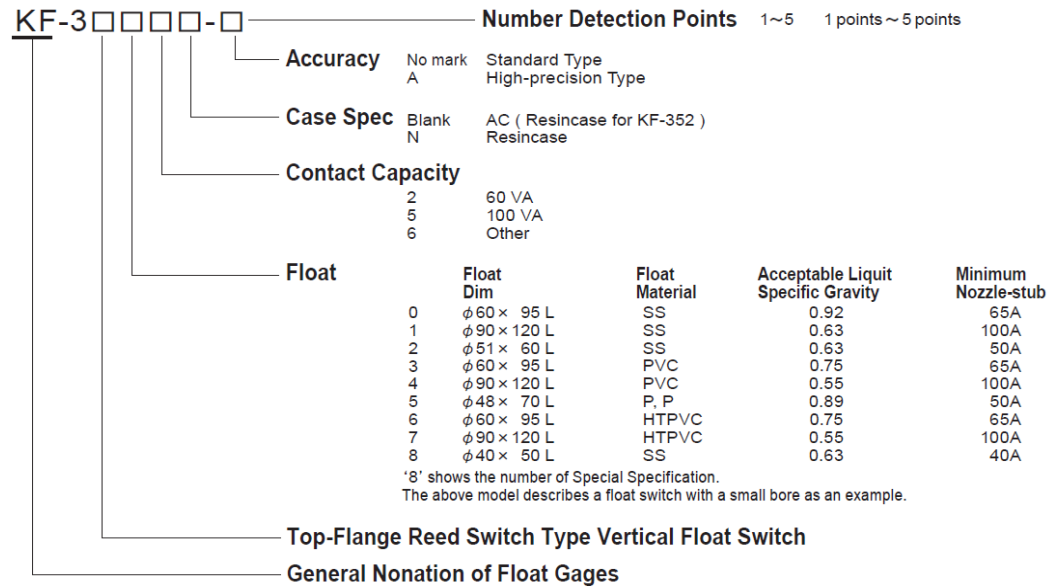 KF-3□□□□-□ Number Detection Points 1~5 1 points~5 points
Accuracy No mark Standard Type
A High-precision Type
Case Spec Blank AC ( Resincase for KF-352 )
N Resincase
Contact Capacity
2 60 VA
5 100 VA
6 Other
Float Float Float Acceptable Liquit Minimum
Dim Material Specific Gravity Nozzle-stub
0 φ60× 95 L SS 0.92 65A
1 φ90×120 L SS 0.63 100A
2 φ51× 60 L SS 0.63 50A
3 φ60× 95 L PVC 0.75 65A
4 φ90×120 L PVC 0.55 100A
5 φ48× 70 L P, P 0.89 50A
6 φ60× 95 L HTPVC 0.75 65A
7 φ90×120 L HTPVC 0.55 100A
8 φ40× 50 L SS 0.63 40A
‘8’ shows the number of Special Specification.
The above model describes a float switch with a small bore as an example.
Top-Flange Reed Switch Type Vertical Float Switch
General Nonation of Float Gages